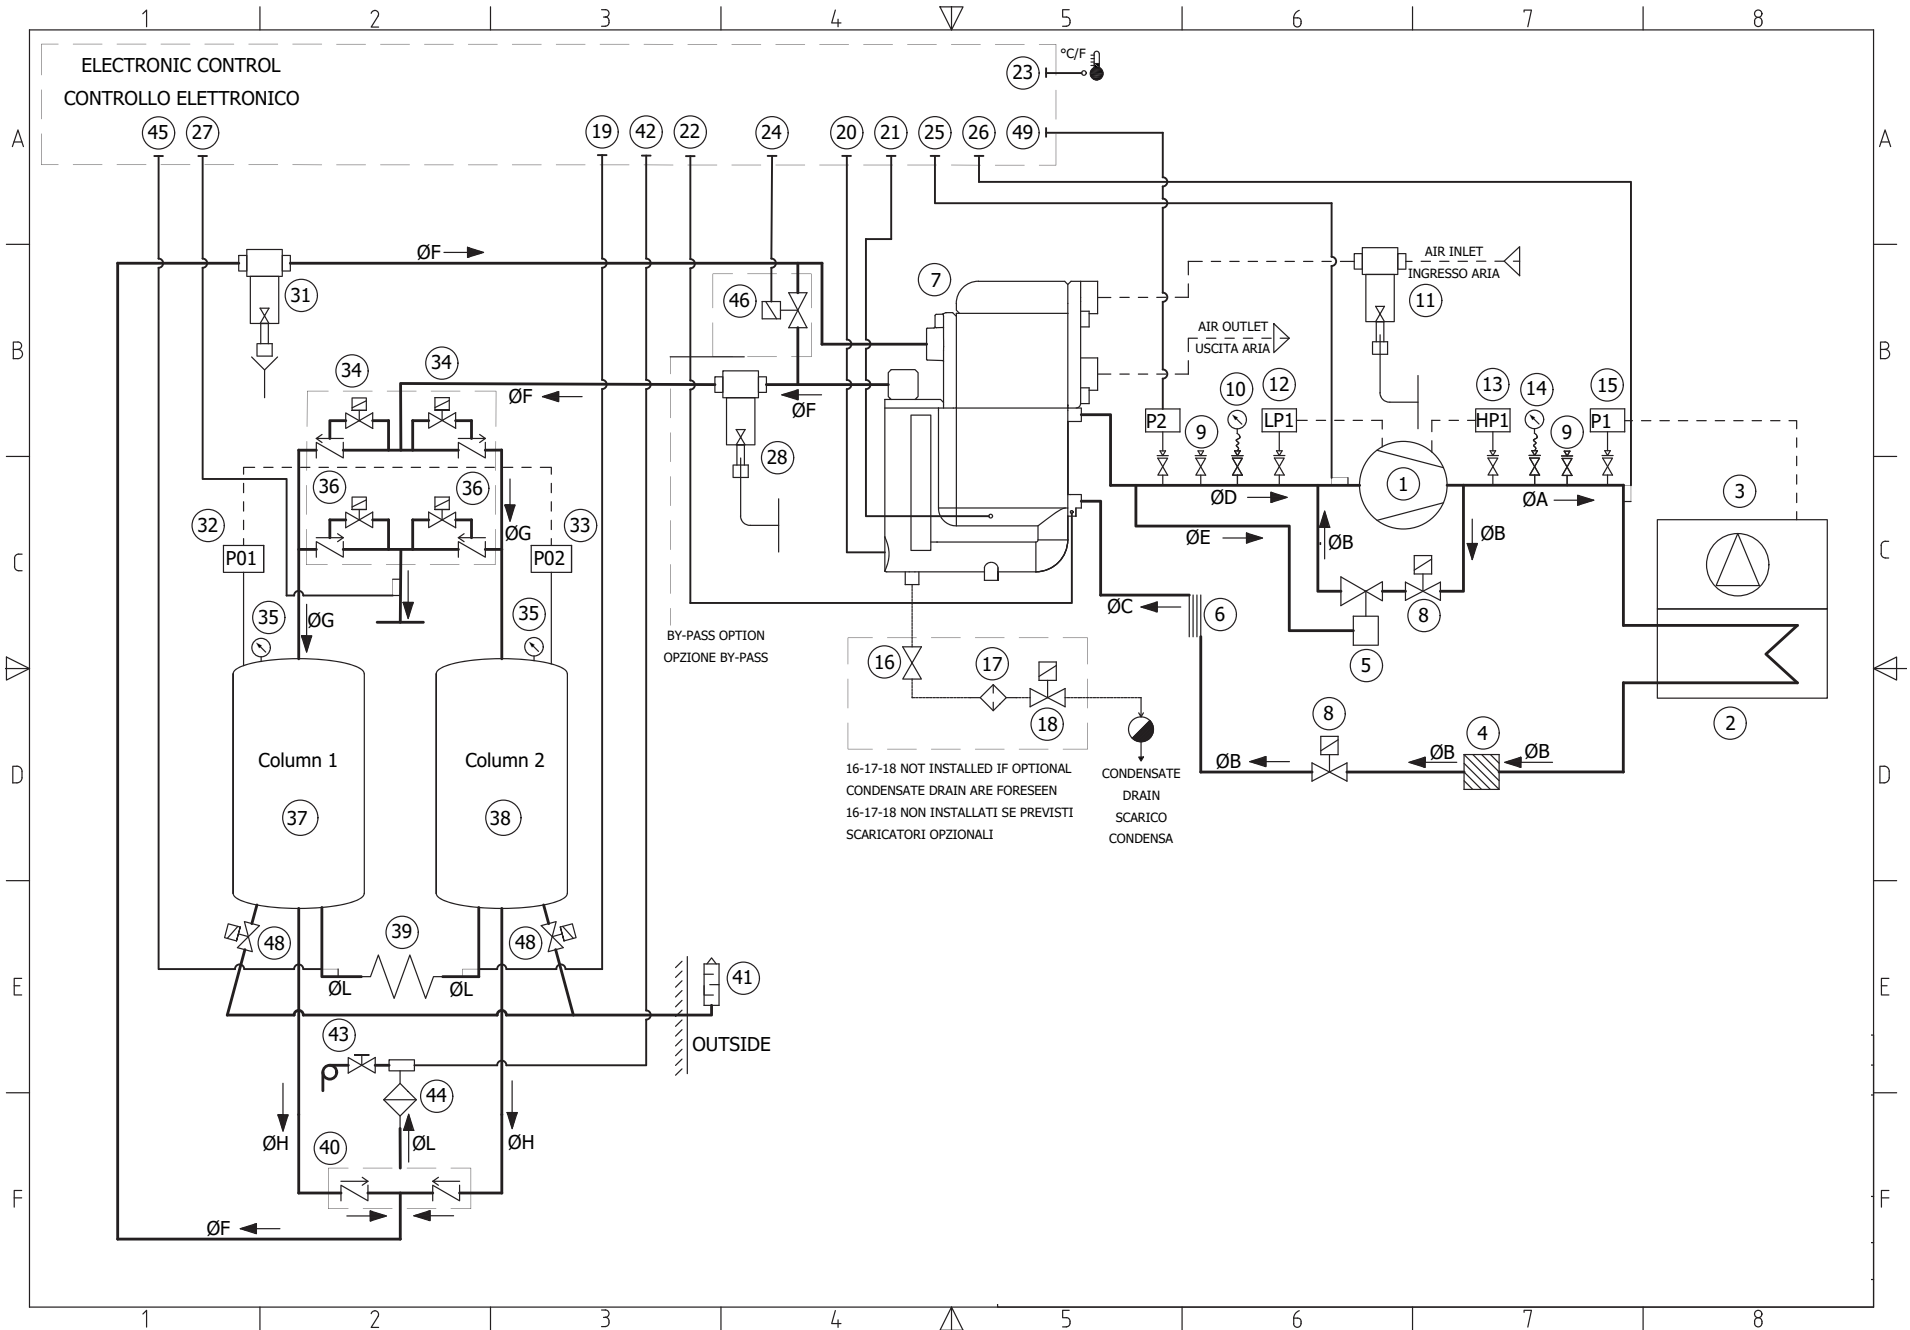 1 2 3 4 5 6 7 8
ELECTRONIC CONTROL
CONTROLLO ELETTRONICO
23 °C/F
A 45 27 19 42 22 24 20 21 25 26 49 A
ØF
31
46
7
AIR INLET
INGRESSO ARIA
11
B B
AIR OUTLET
USCITA ARIA
34 34
ØF ØF
10 12 13 14 15
P2 9 LP1 HP1 9 P1
28
36 36
1
3
ØD ØA
32 33
ØG
P01 P02
ØE ØB ØB
C C
35 35
ØG
ØC 6
8
5
BY-PASS OPTION
OPZIONE BY-PASS
16 17
18
8
2
4
Column 1 Column 2
37 38
D D
ØB ØB ØB
16-17-18 NOT INSTALLED IF OPTIONAL
CONDENSATE DRAIN ARE FORESEEN
16-17-18 NON INSTALLATI SE PREVISTI
SCARICATORI OPZIONALI
CONDENSATE
DRAIN
SCARICO
CONDENSA
48 39 48
41
E E
ØL ØL
43
OUTSIDE
44
ØH 40 ØL ØH
F F
ØF
1 2 3 4 5 6 7 8